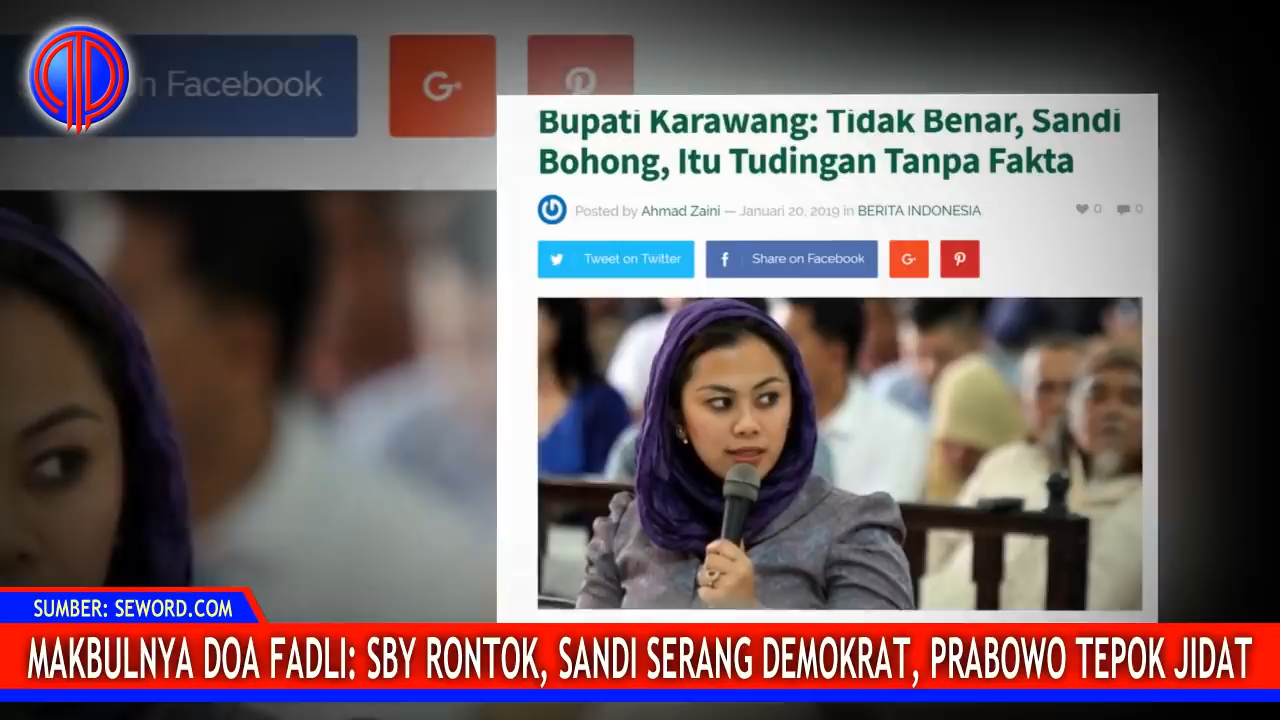 n Facebook
G+
Bupati Karawang: Tidak Benar, Sandi
Bohong, Itu Tudingan Tanpa Fakta
Posted by Ahmad Zaini — Januari 20, 2019 in BERITA INDONESIA
0
0
Tweet on Twitter
Share on Facebook
G+
SUMBER: SEWORD.COM
MAKBULNYA DOA FADLI: SBY RONTOK, SANDI SERANG DEMOKRAT, PRABOWO TEPOK JIDAT